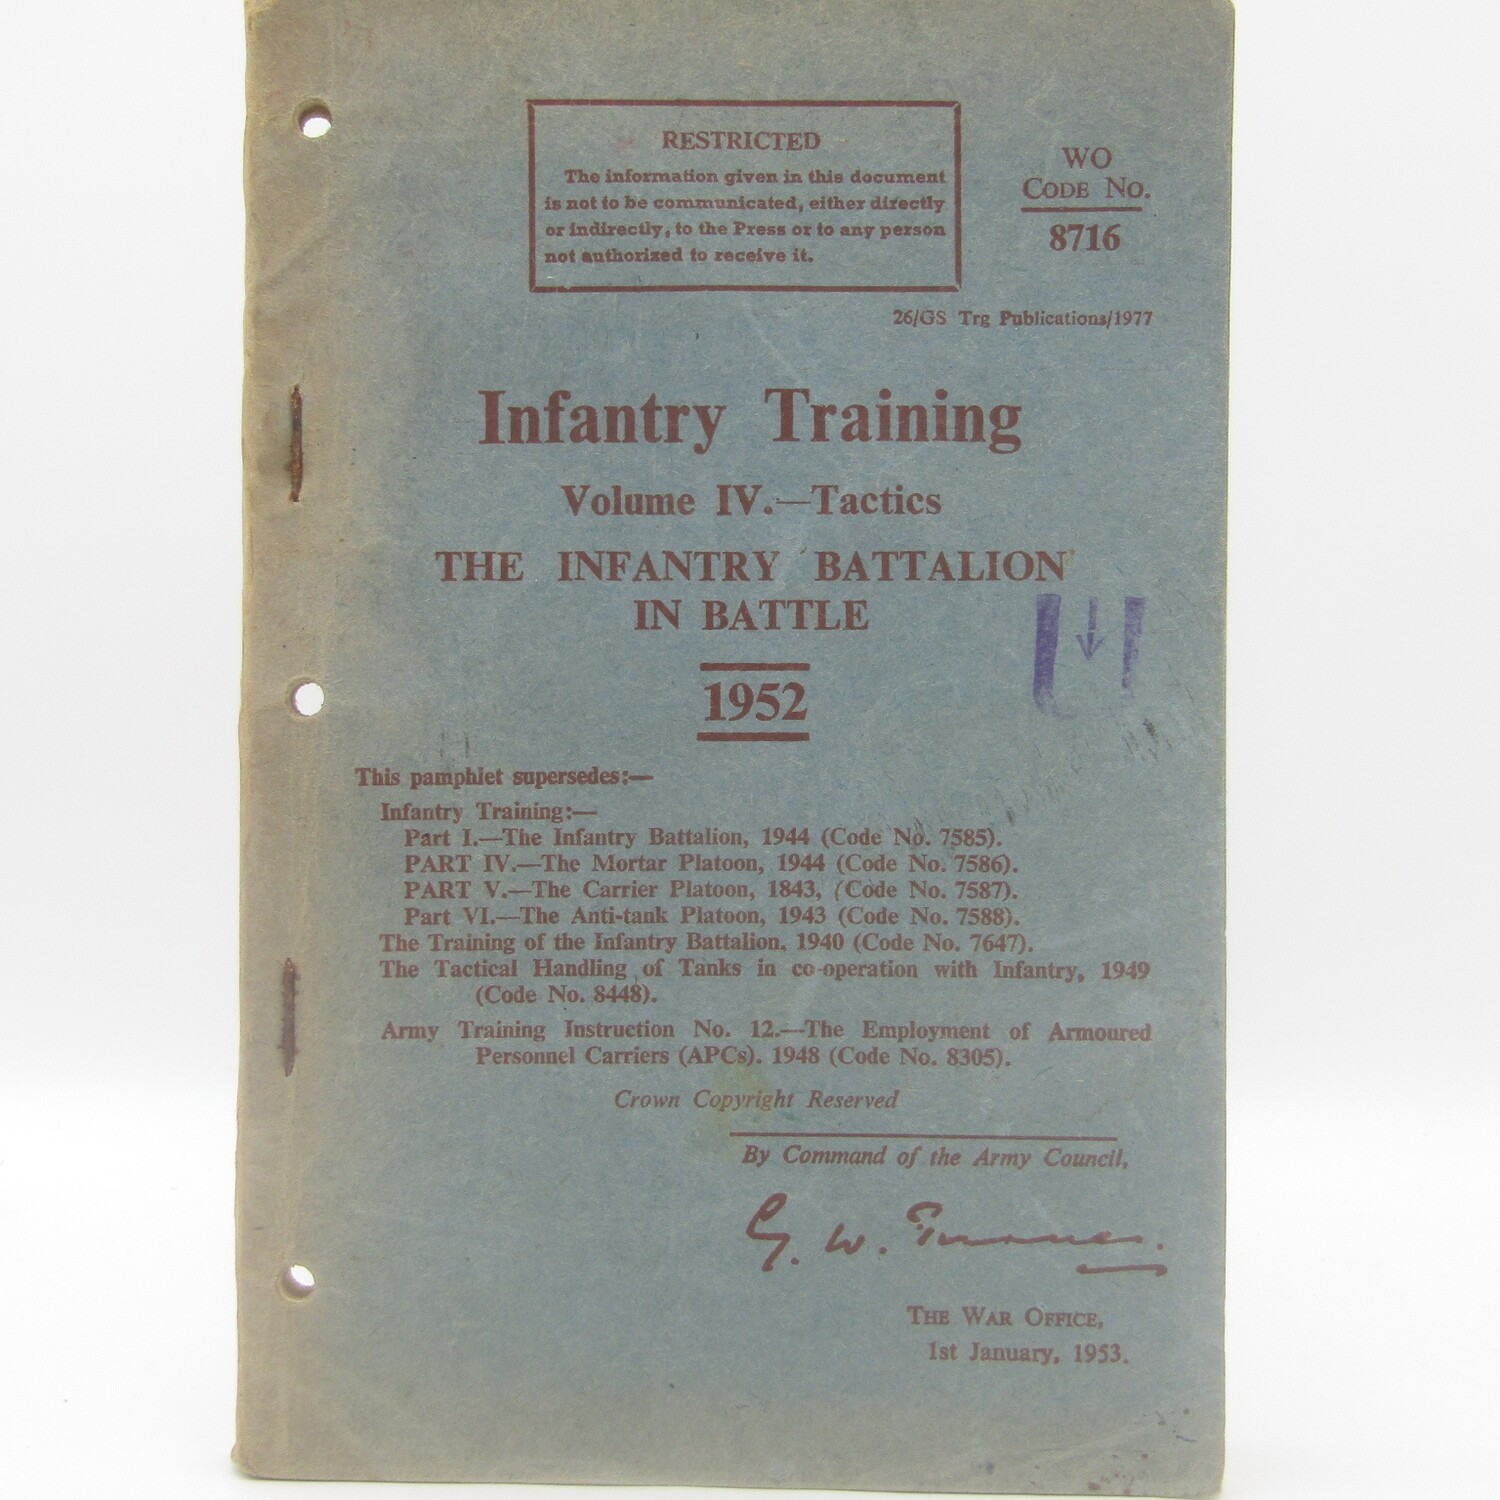 RESTRICTED
The information given in this document
is not to be communicated, either directly
or indirectly, to the Press or to any person
not authorized to receive it.
WO
CODE NO.
8716
26/GS Trg Publications/1977
Infantry Training
Volume IV.—Tactics
THE INFANTRY BATTALION
IN BATTLE
1952
This pamphlet supersedes:—
Infantry Training:—
Part I.—The Infantry Battalion, 1944 (Code No. 7585).
PART IV.—The Mortar Platoon, 1944 (Code No. 7586).
PART V.—The Carrier Platoon, 1843, (Code No. 7587).
Part VI.—The Anti-tank Platoon, 1943 (Code No. 7588).
The Training of the Infantry Battalion, 1940 (Code No. 7647).
The Tactical Handling of Tanks in co-operation with Infantry, 1949
(Code No. 8448).
Army Training Instruction No. 12.—The Employment of Armoured
Personnel Carriers (APCs). 1948 (Code No. 8305).
Crown Copyright Reserved
By Command of the Army Council,
G. W. Turner.
THE WAR OFFICE,
1st January, 1953.